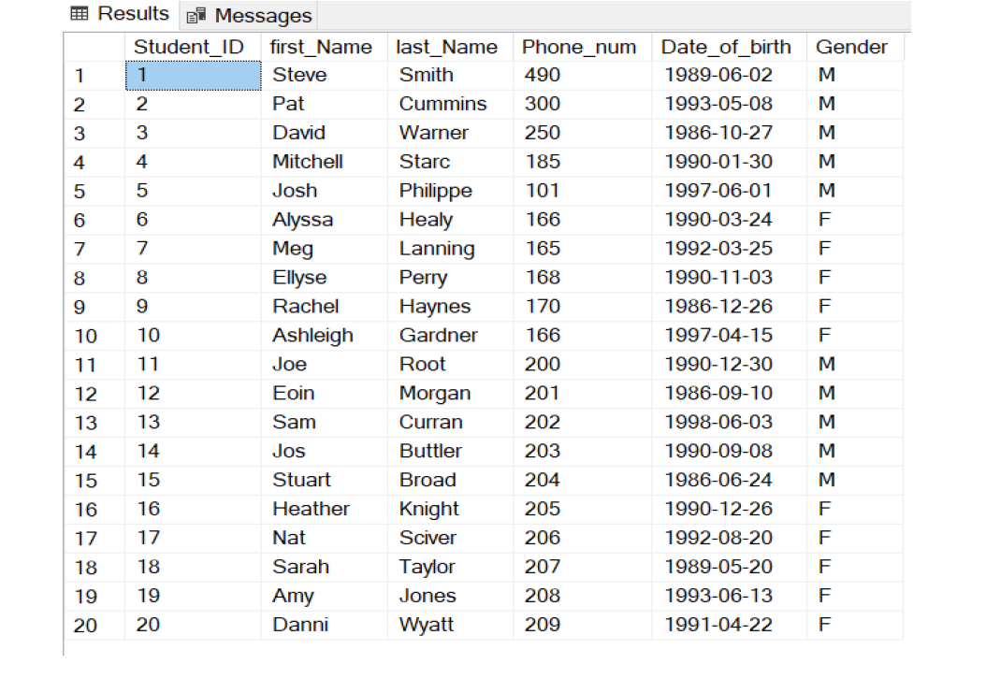 Results Messages
Student_ID first_Name last_Name Phone_num Date_of_birth Gender
1 1 Steve Smith 490 1989-06-02 M
2 2 Pat Cummins 300 1993-05-08 M
3 3 David Warner 250 1986-10-27 M
4 4 Mitchell Starc 185 1990-01-30 M
5 5 Josh Philippe 101 1997-06-01 M
6 6 Alyssa Healy 166 1990-03-24 F
7 7 Meg Lanning 165 1992-03-25 F
8 8 Ellyse Perry 168 1990-11-03 F
9 9 Rachel Haynes 170 1986-12-26 F
10 10 Ashleigh Gardner 166 1997-04-15 F
11 11 Joe Root 200 1990-12-30 M
12 12 Eoin Morgan 201 1986-09-10 M
13 13 Sam Curran 202 1998-06-03 M
14 14 Jos Buttler 203 1990-09-08 M
15 15 Stuart Broad 204 1986-06-24 M
16 16 Heather Knight 205 1990-12-26 F
17 17 Nat Sciver 206 1992-08-20 F
18 18 Sarah Taylor 207 1989-05-20 F
19 19 Amy Jones 208 1993-06-13 F
20 20 Danni Wyatt 209 1991-04-22 F